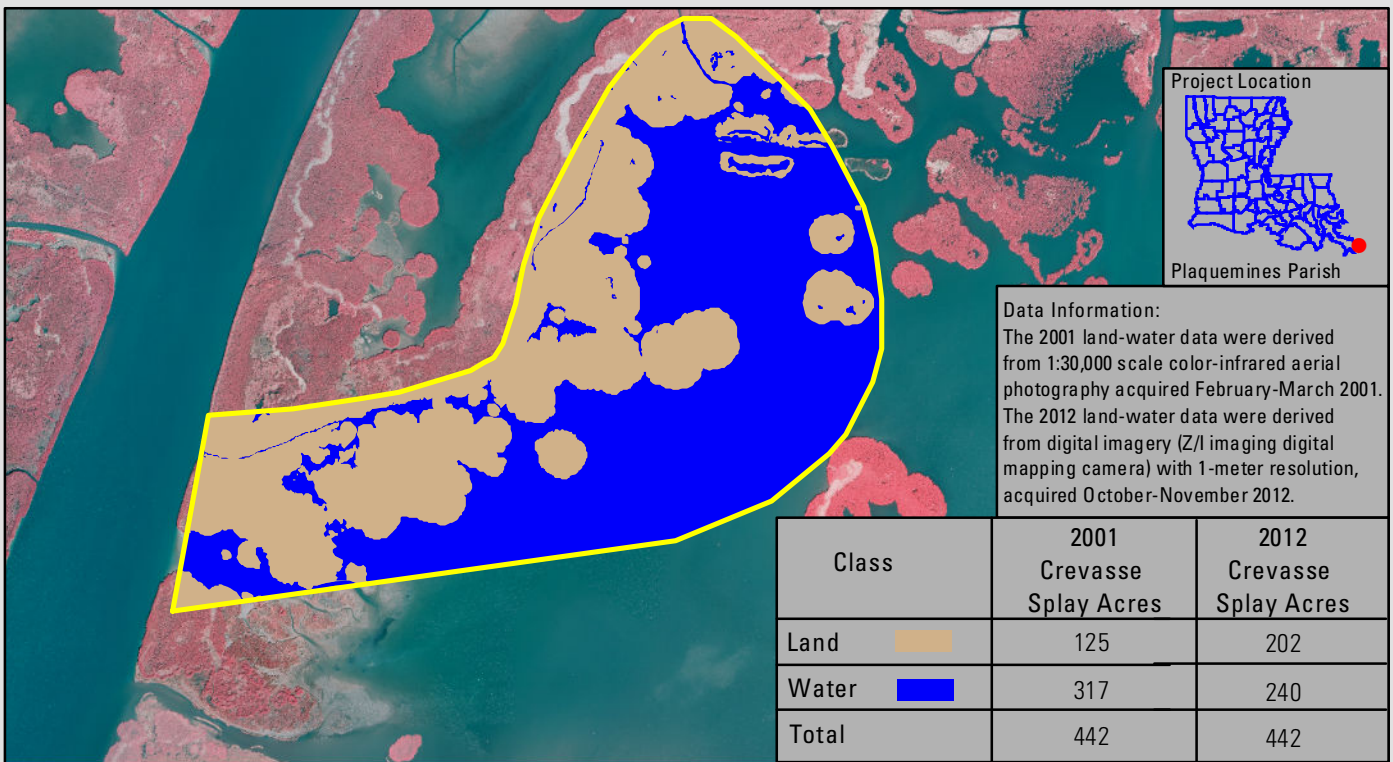 Project Location
Plaquemines Parish
Data Information:
The 2001 land-water data were derived
from 1:30,000 scale color-infrared aerial
photography acquired February-March 2001.
The 2012 land-water data were derived
from digital imagery (Z/I imaging digital
mapping camera) with 1-meter resolution,
acquired October-November 2012.
Class
2001
Crevasse
Splay Acres
2012
Crevasse
Splay Acres
Land 125 202
Water 317 240
Total 442 442